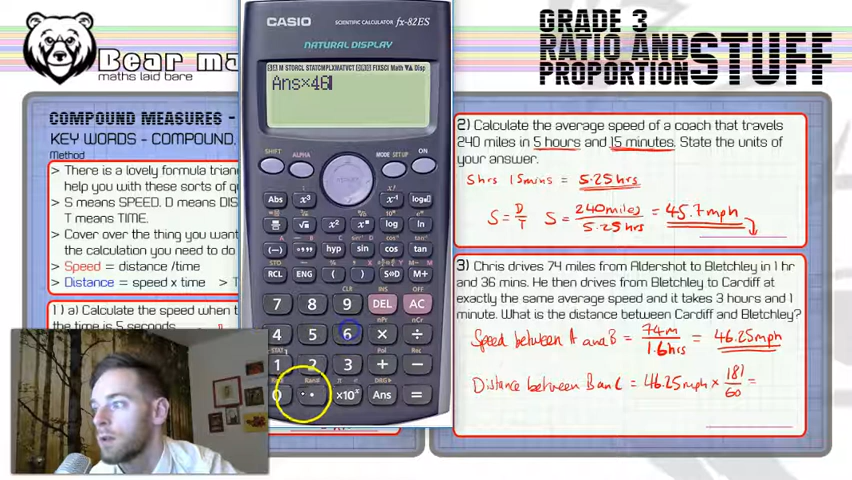 Bear ma
maths laid bare
GRADE 3
RATIO AND
PROPORTION
STUFF
COMPOUND MEASURES -
KEY WORDS - COMPOUND.
Method
> There is a lovely formula trian
help you with these sorts of qu
> S means SPEED. D means DIS
T means TIME.
> Cover over the thing you want
the calculation you need to do
> Speed = distance /time
> Distance = speed x time > T
1) a) Calculate the speed when t
the time is 5 seconds
CASIO
SCIENTIFIC CALCULATOR fx-82ES
NATURAL DISPLAY
Ans×46
SHIFT ALPHA MODE SETUP ON
Abs x³ x⁻¹ log
√ x² log ln
(−) hyp sin cos tan
RCL ENG ( ) S⇔D M+
7 8 9 DEL AC
4 5 6 × ÷
1 2 3 + −
0 • ×10ˣ Ans =
2) Calculate the average speed of a coach that travels
240 miles in 5 hours and 15 minutes. State the units of
your answer.
5hrs 15mins = 5.25hrs
S = D/T S = 240miles/5.25hrs = 45.7mph
3) Chris drives 74 miles from Aldershot to Bletchley in 1 hr
and 36 mins. He then drives from Bletchley to Cardiff at
exactly the same average speed and it takes 3 hours and 1
minute. What is the distance between Cardiff and Bletchley?
Speed between A and B = 74m/1.6hrs = 46.25mph
Distance between B and C = 46.25mph × 181/60 =